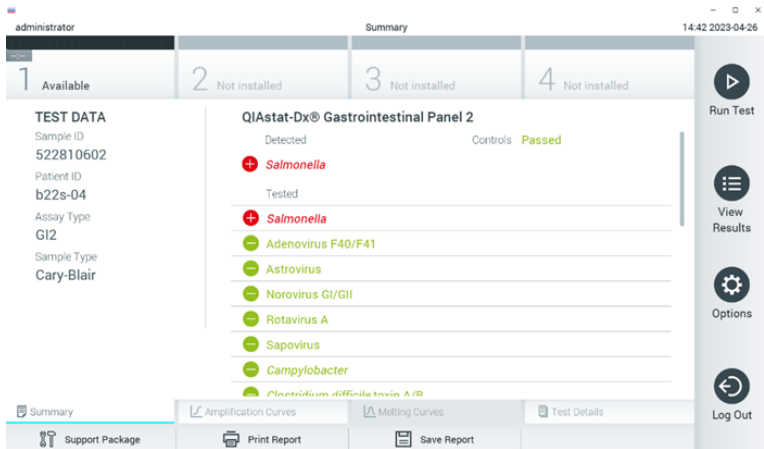 administrator
Summary
14:42 2023-04-26
1 Available
2 Not installed
3 Not installed
4 Not installed
TEST DATA
Sample ID
522810602
Patient ID
b22s-04
Assay Type
GI2
Sample Type
Cary-Blair
QIAstat-Dx® Gastrointestinal Panel 2
Detected
Controls Passed
Salmonella
Tested
Salmonella
Adenovirus F40/F41
Astrovirus
Norovirus GI/GII
Rotavirus A
Sapovirus
Campylobacter
Clostridium difficile toxin A/B
Run Test
View
Results
Options
Log Out
Summary
Amplification Curves
Melting Curves
Test Details
Support Package
Print Report
Save Report